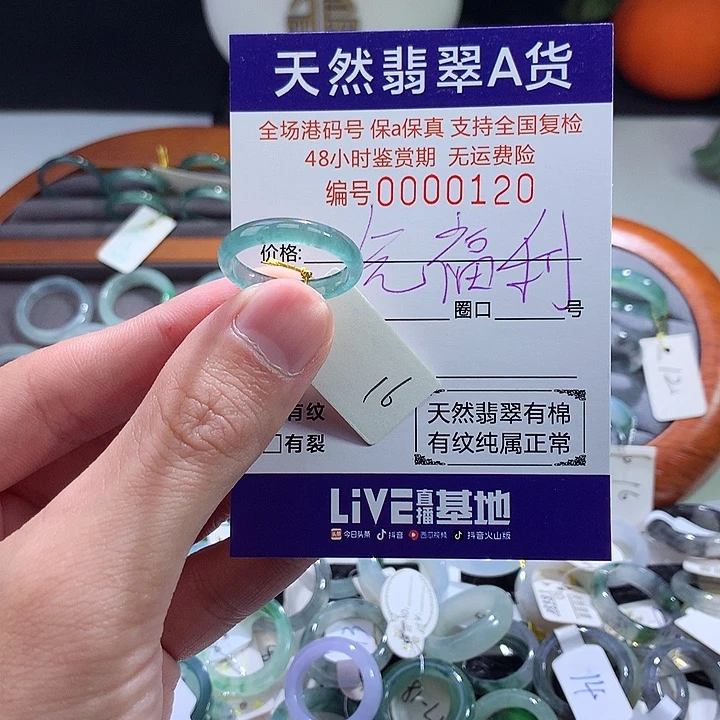 天然翡翠A货
全场港码号 保a保真 支持全国复检
48小时鉴赏期 无运费险
编号0000120
价格:
元福利
圈口 号
16
有纹
有裂
天然翡翠有棉
有纹纯属正常
LiVE直播基地
今日头条 抖音 西瓜视频 抖音火山版
14